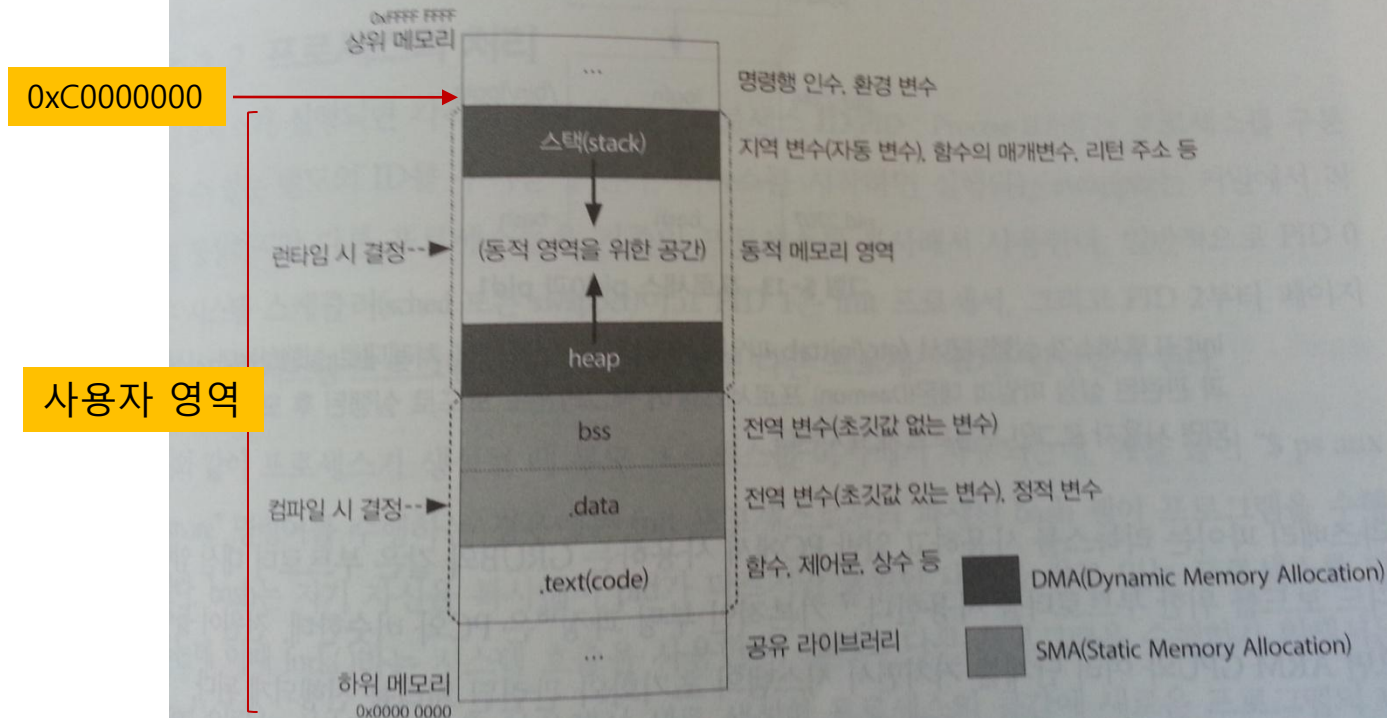 0xFFFF FFFF
상위 메모리
...
명령행 인수, 환경 변수
0xC0000000
스택(stack)
지역 변수(자동 변수), 함수의 매개변수, 리턴 주소 등
런타임 시 결정
(동적 영역을 위한 공간)
동적 메모리 영역
heap
사용자 영역
bss
전역 변수(초깃값 없는 변수)
컴파일 시 결정
.data
전역 변수(초깃값 있는 변수), 정적 변수
.text(code)
함수, 제어문, 상수 등
DMA(Dynamic Memory Allocation)
...
공유 라이브러리
SMA(Static Memory Allocation)
하위 메모리
0x0000 0000